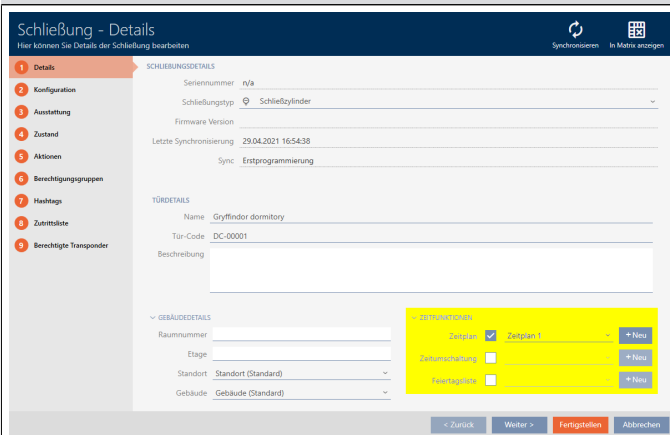 Schließung - Details
Hier können Sie Details der Schließung bearbeiten
Synchronisieren
In Matrix anzeigen
1 Details
2 Konfiguration
3 Ausstattung
4 Zustand
5 Aktionen
6 Berechtigungsgruppen
7 Hashtags
8 Zutrittsliste
9 Berechtigte Transponder
SCHLIEßUNGSDETAILS
Seriennummer n/a
Schließungstyp Schließzylinder
Firmware Version
Letzte Synchronisierung 29.04.2021 16:54:38
Sync Erstprogrammierung
TÜRDETAILS
Name Gryffindor dormitory
Tür-Code DC-00001
Beschreibung
GEBÄUDEDETAILS
Raumnummer
Etage
Standort Standort (Standard)
Gebäude Gebäude (Standard)
ZEITFUNKTIONEN
Zeitplan Zeitplan 1 + Neu
Zeitumschaltung + Neu
Feiertagsliste + Neu
< Zurück Weiter > Fertigstellen Abbrechen